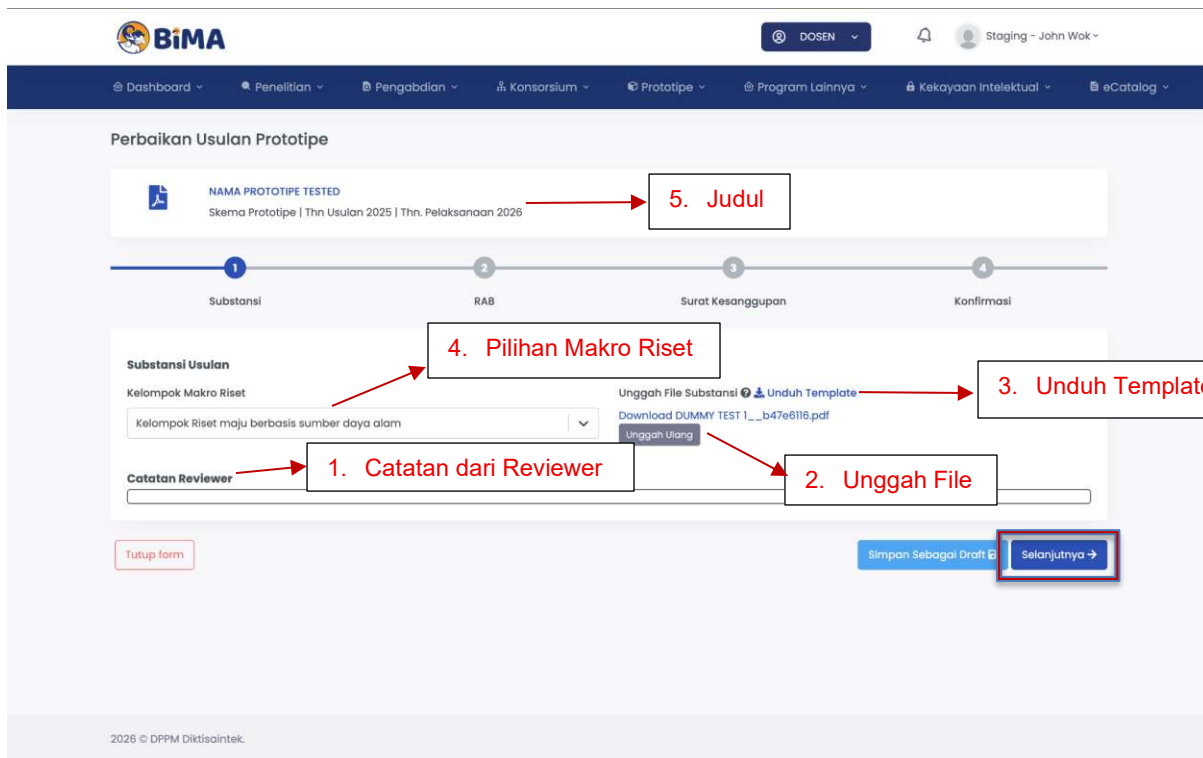 BiMA
DOSEN
Staging - John Wok
Dashboard Penelitian Pengabdian Konsorsium Prototipe Program Lainnya Kekayaan Intelektual eCatalog
Perbaikan Usulan Prototipe
NAMA PROTOTIPE TESTED
Skema Prototipe | Thn Usulan 2025 | Thn. Pelaksanaan 2026
5. Judul
1 2 3 4
Substansi RAB Surat Kesanggupan Konfirmasi
4. Pilihan Makro Riset
Substansi Usulan
Kelompok Makro Riset
Unggah File Substansi Unduh Template
3. Unduh Template
Kelompok Riset maju berbasis sumber daya alam
Download DUMMY TEST 1__b47e6116.pdf
Unggah Ulang
1. Catatan dari Reviewer
2. Unggah File
Catatan Reviewer
Tutup form
Simpan Sebagai Draft
Selanjutnya →
2026 © DPPM Diktisaintek.